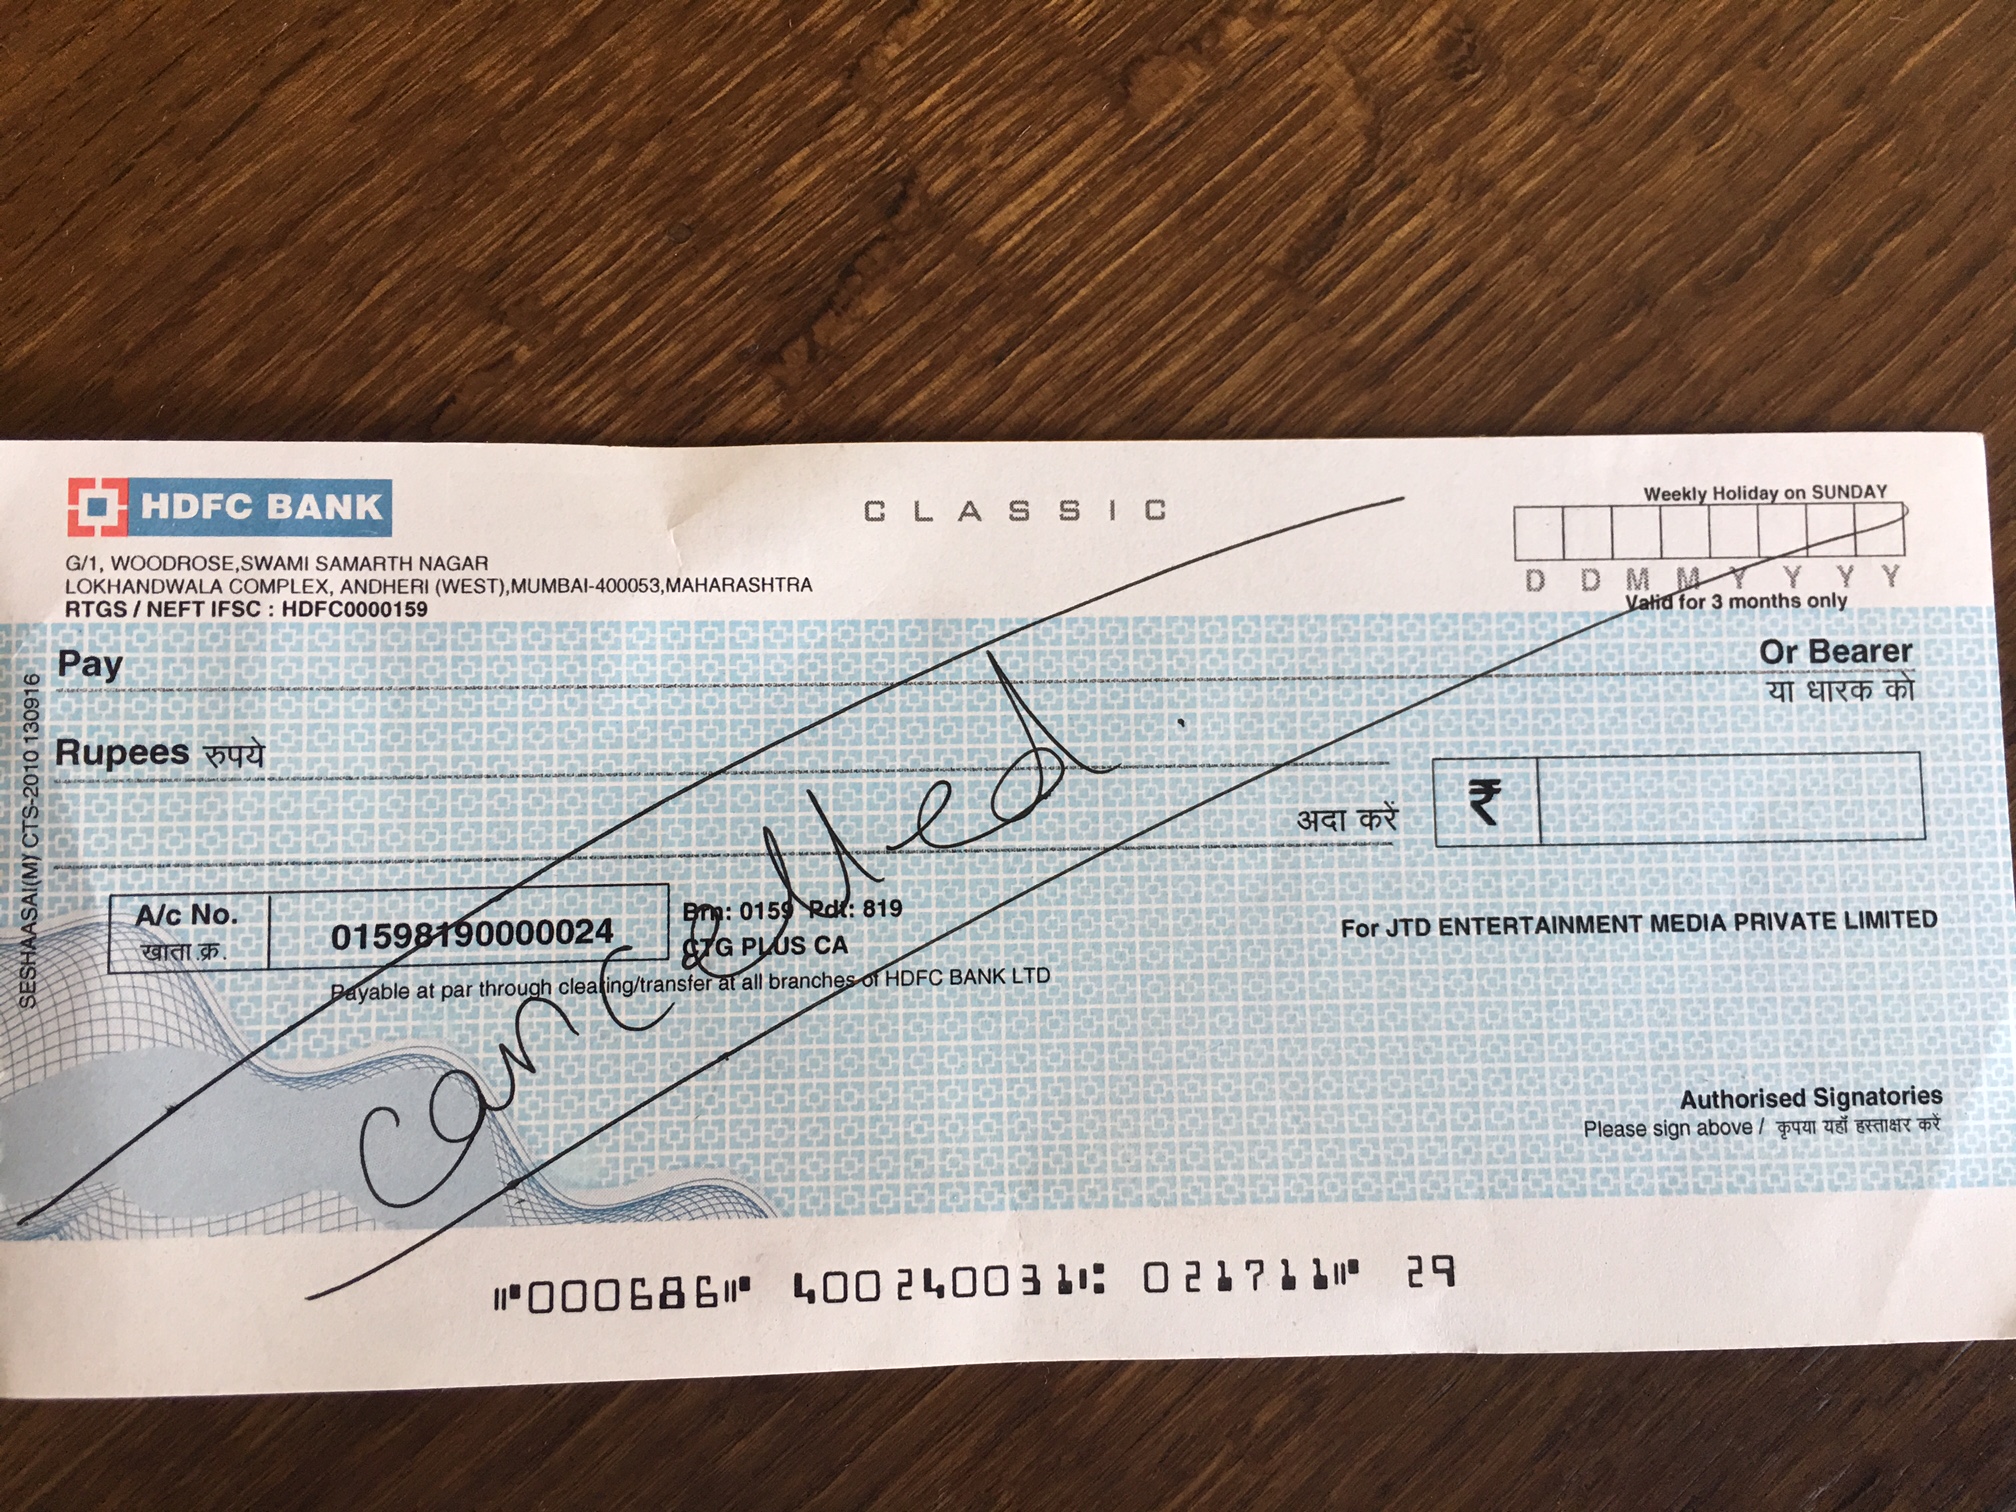 HDFC BANK
CLASSIC
Weekly Holiday on SUNDAY
D D M M Y Y Y Y
Valid for 3 months only
G/1, WOODROSE,SWAMI SAMARTH NAGAR
LOKHANDWALA COMPLEX, ANDHERI (WEST),MUMBAI-400053,MAHARASHTRA
RTGS / NEFT IFSC : HDFC0000159
Pay
Or Bearer
या धारक को
Rupees रुपये
अदा करें
₹
A/c No.
खाता क्र.
01598190000024
Brn: 0159 Rdt: 819
CTG PLUS CA
For JTD ENTERTAINMENT MEDIA PRIVATE LIMITED
Payable at par through clearing/transfer at all branches of HDFC BANK LTD
cancelled.
Authorised Signatories
Please sign above / कृपया यहाँ हस्ताक्षर करें
SESHAASAI(M) CTS-2010 130916
⑈000686⑈ 400240031⑆ 021711⑈ 29